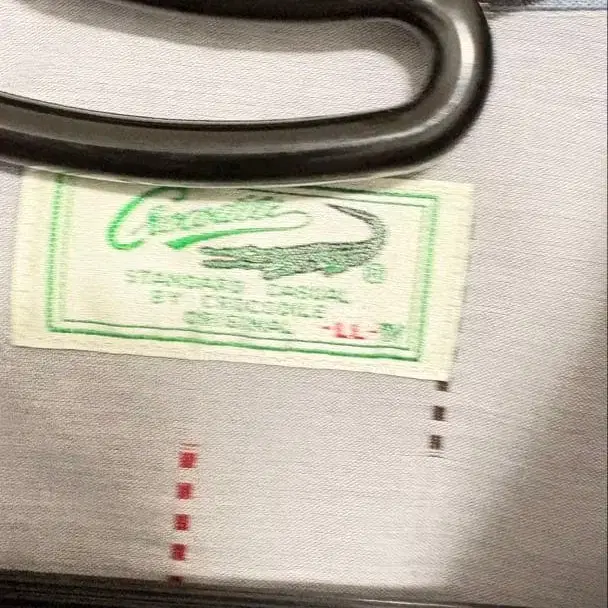 Crocodile
®
STANDARD CASUAL
BY CROCODILE
ORIGINAL -LL-